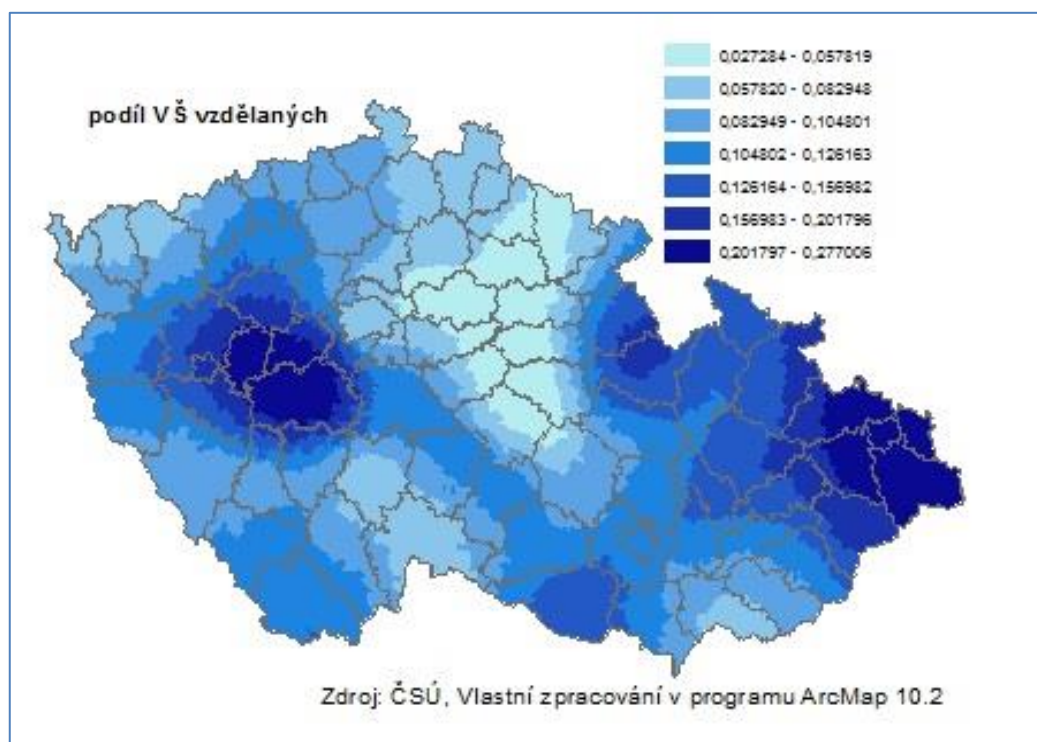 podíl VŠ vzdělaných
0,027284 - 0,057819
0,057820 - 0,082948
0,082949 - 0,104801
0,104802 - 0,126163
0,126164 - 0,156982
0,156983 - 0,201796
0,201797 - 0,277006
Zdroj: ČSÚ, Vlastní zpracování v programu ArcMap 10.2